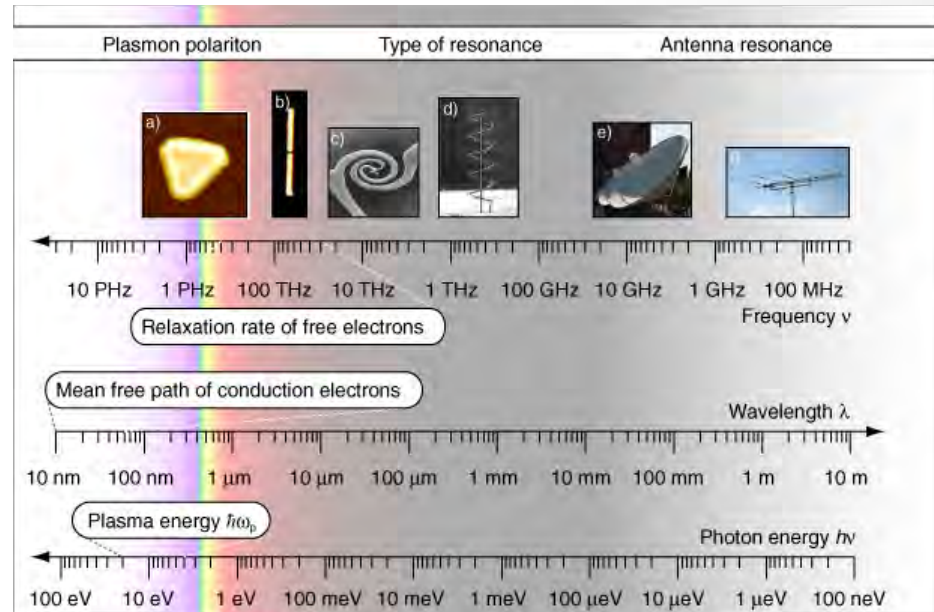 Plasmon polariton Type of resonance Antenna resonance
a) b) c) d) e) f)
10 PHz 1 PHz 100 THz 10 THz 1 THz 100 GHz 10 GHz 1 GHz 100 MHz
Relaxation rate of free electrons
Frequency ν
Mean free path of conduction electrons
Wavelength λ
10 nm 100 nm 1 μm 10 μm 100 μm 1 mm 10 mm 100 mm 1 m 10 m
Plasma energy ℏωp
Photon energy hν
100 eV 10 eV 1 eV 100 meV 10 meV 1 meV 100 μeV 10 μeV 1 μeV 100 neV